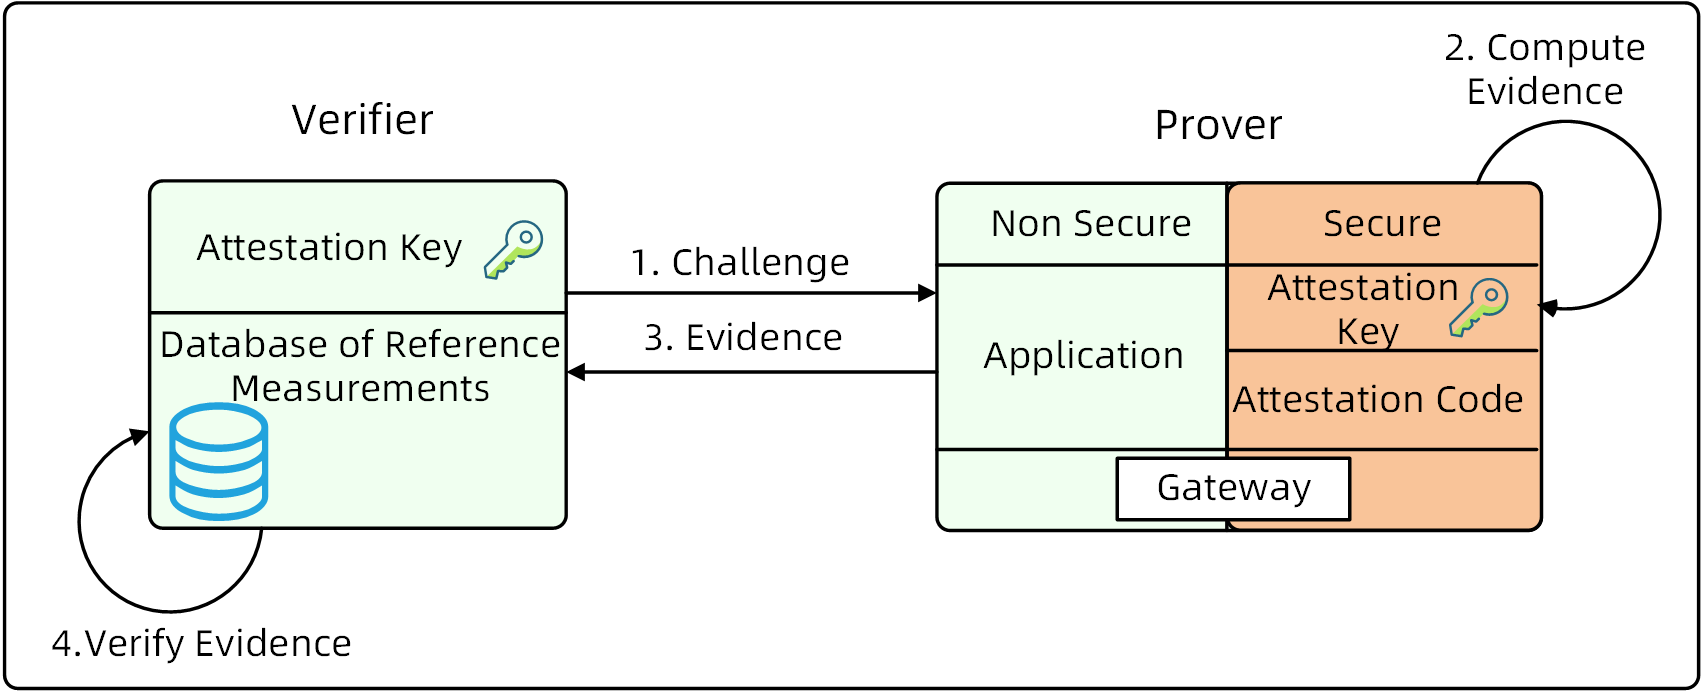 Verifier
Attestation Key
Database of Reference
Measurements
4.Verify Evidence
1. Challenge
3. Evidence
Prover
Non Secure
Secure
Application
Attestation
Key
Attestation Code
Gateway
2. Compute
Evidence